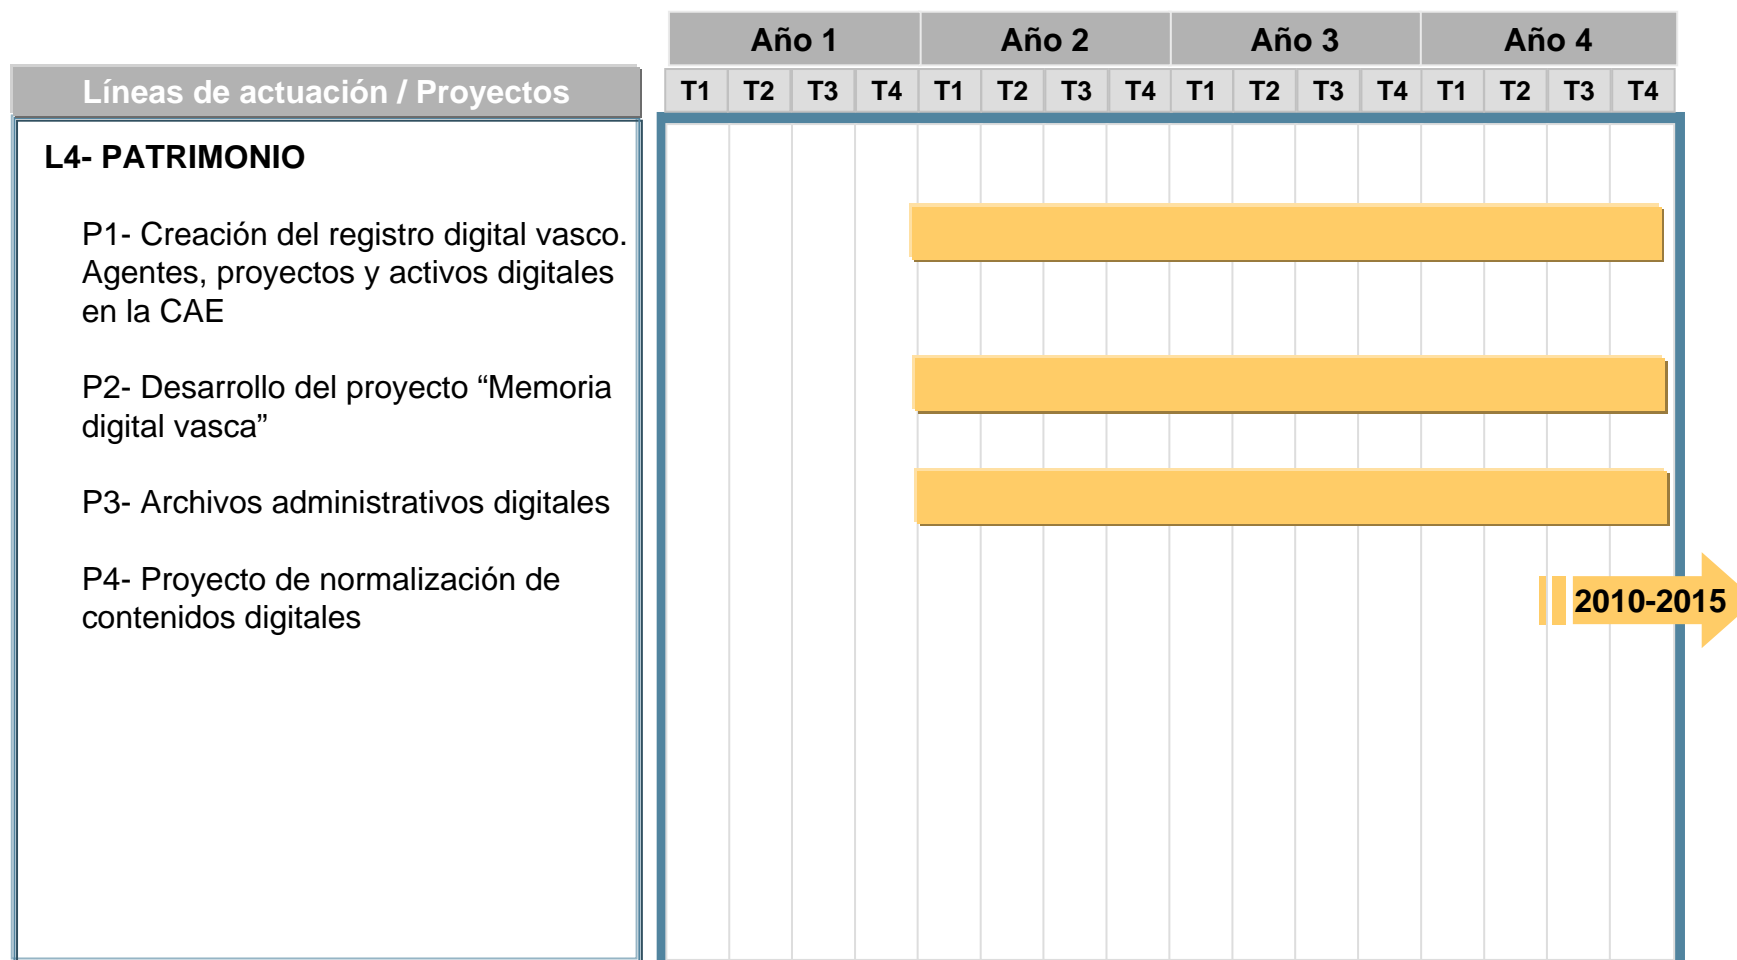 Año 1 Año 2 Año 3 Año 4
Líneas de actuación / Proyectos T1 T2 T3 T4 T1 T2 T3 T4 T1 T2 T3 T4 T1 T2 T3 T4
L4- PATRIMONIO
P1- Creación del registro digital vasco.
Agentes, proyectos y activos digitales
en la CAE
P2- Desarrollo del proyecto “Memoria
digital vasca”
P3- Archivos administrativos digitales
P4- Proyecto de normalización de
contenidos digitales
2010-2015